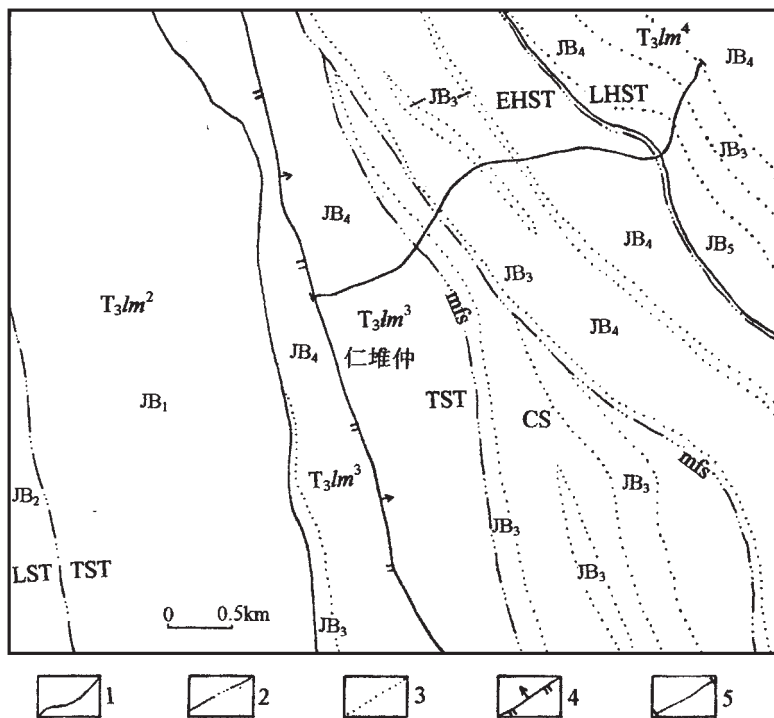 T₃lm⁴
JB₄
JB₄
JB₃
EHST
LHST
JB₃
JB₄
JB₄
JB₅
JB₃
T₃lm²
T₃lm³
mfs
JB₄
JB₄
仁堆仲
JB₁
TST
CS
T₃lm³
mfs
JB₂
JB₃
JB₃
JB₃
LST
TST
0 0.5km
JB₃
1 2 3 4 5